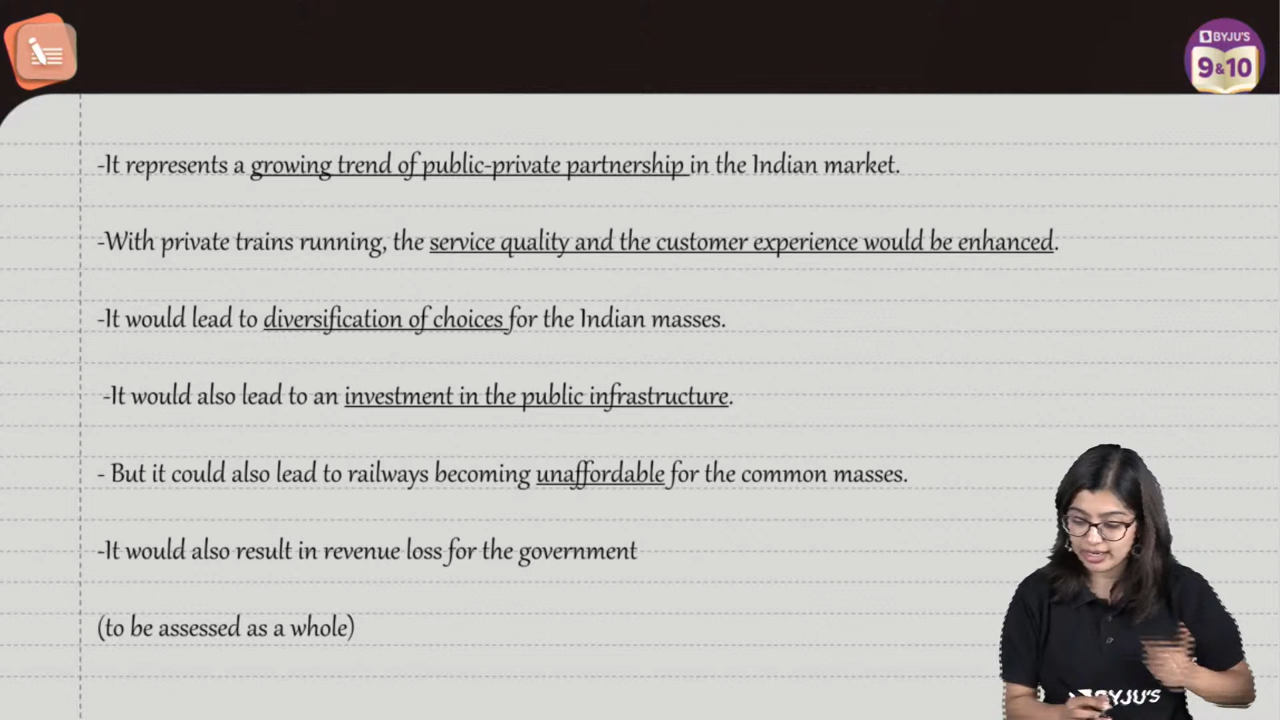 BYJU'S
9&10
-It represents a growing trend of public-private partnership in the Indian market.
-With private trains running, the service quality and the customer experience would be enhanced.
-It would lead to diversification of choices for the Indian masses.
-It would also lead to an investment in the public infrastructure.
- But it could also lead to railways becoming unaffordable for the common masses.
-It would also result in revenue loss for the government
(to be assessed as a whole)
BYJU'S